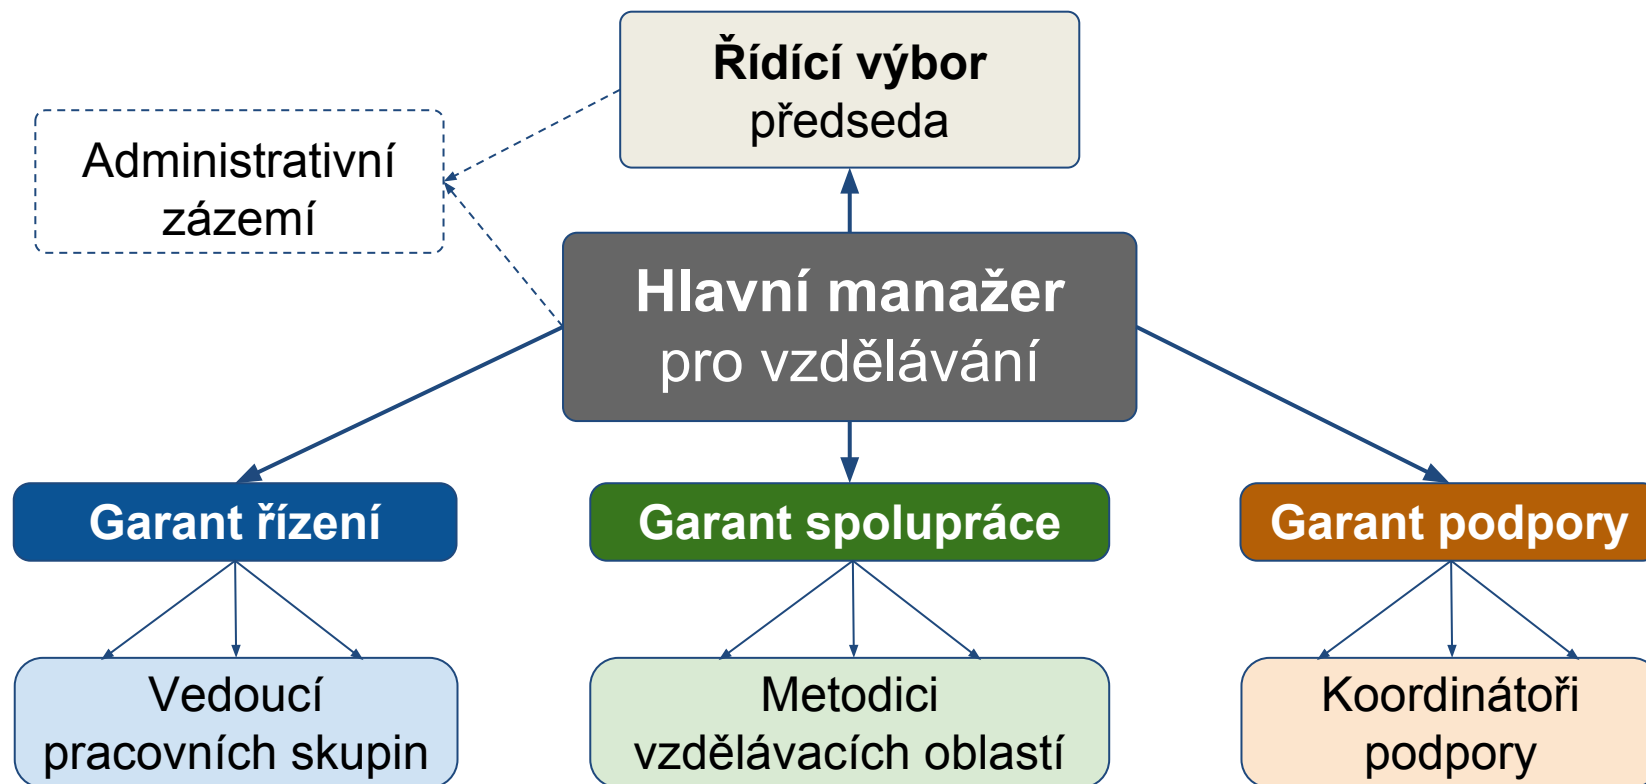 Řídící výbor
předseda
Administrativní
zázemí
Hlavní manažer
pro vzdělávání
Garant řízení
Garant spolupráce
Garant podpory
Vedoucí
pracovních skupin
Metodici
vzdělávacích oblastí
Koordinátoři
podpory